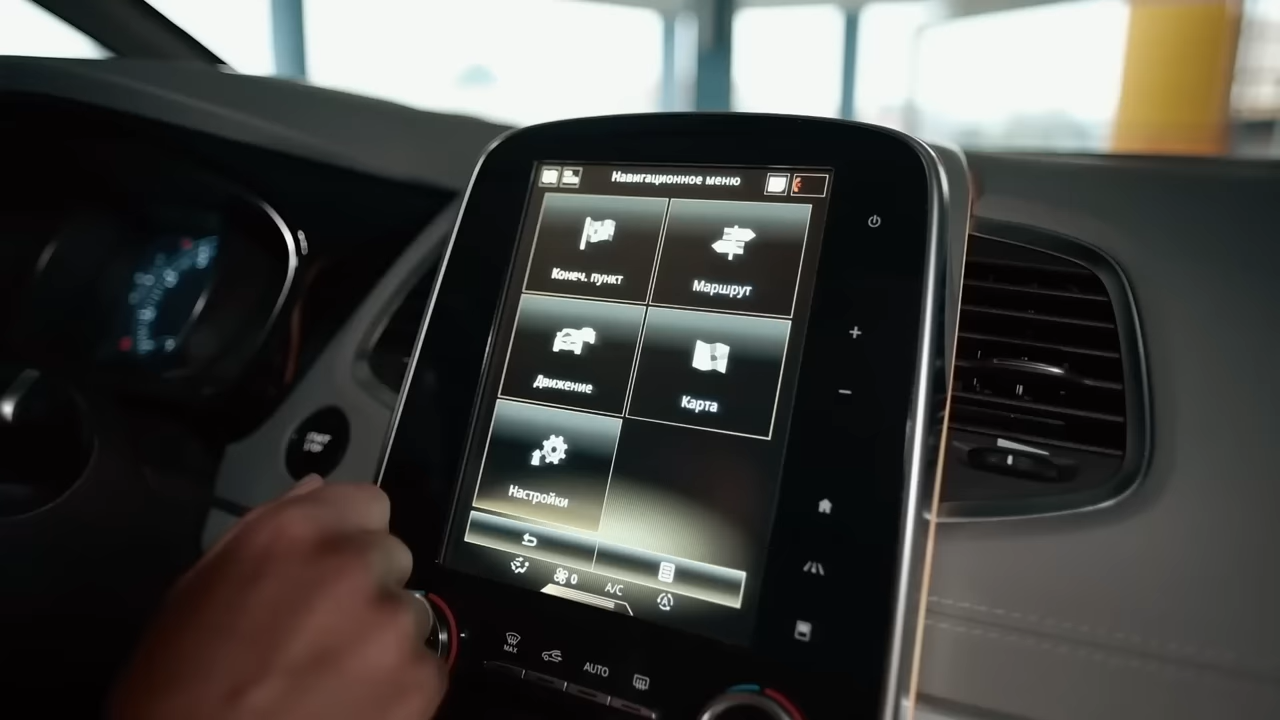 Навигационное меню
Конеч. пункт
Маршрут
Движение
Карта
Настройки
0
A/C
MAX
AUTO